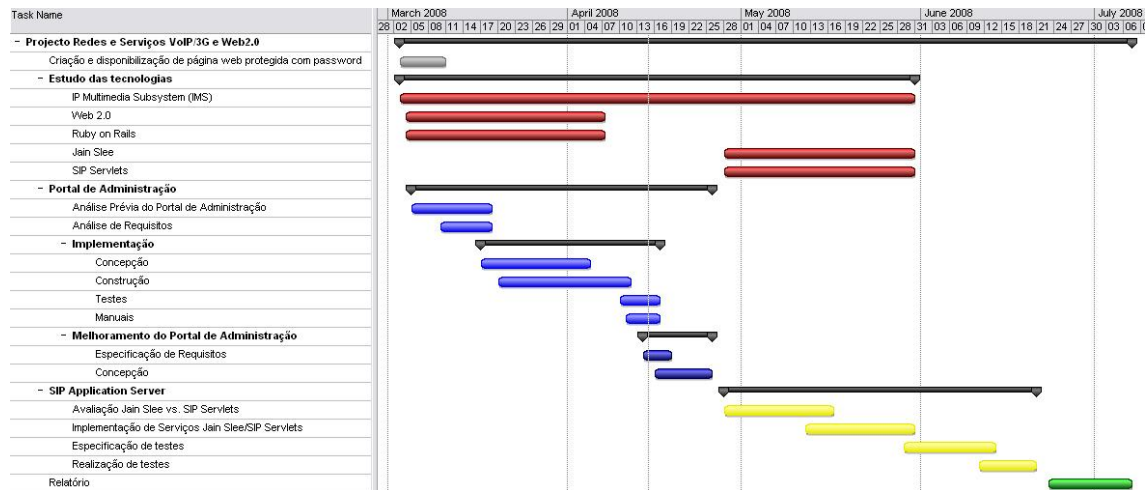 Task Name
March 2008 April 2008 May 2008 June 2008 July 2008
28 02 05 08 11 14 17 20 23 26 29 01 04 07 10 13 16 19 22 25 28 01 04 07 10 13 16 19 22 25 28 31 03 06 09 12 15 18 21 24 27 30 03 06
− Projecto Redes e Serviços VoIP/3G e Web2.0
Criação e disponibilização de página web protegida com password
− Estudo das tecnologias
IP Multimedia Subsystem (IMS)
Web 2.0
Ruby on Rails
Jain Slee
SIP Servlets
− Portal de Administração
Análise Prévia do Portal de Administração
Análise de Requisitos
− Implementação
Concepção
Construção
Testes
Manuais
− Melhoramento do Portal de Administração
Especificação de Requisitos
Concepção
− SIP Application Server
Avaliação Jain Slee vs. SIP Servlets
Implementação de Serviços Jain Slee/SIP Servlets
Especificação de testes
Realização de testes
Relatório